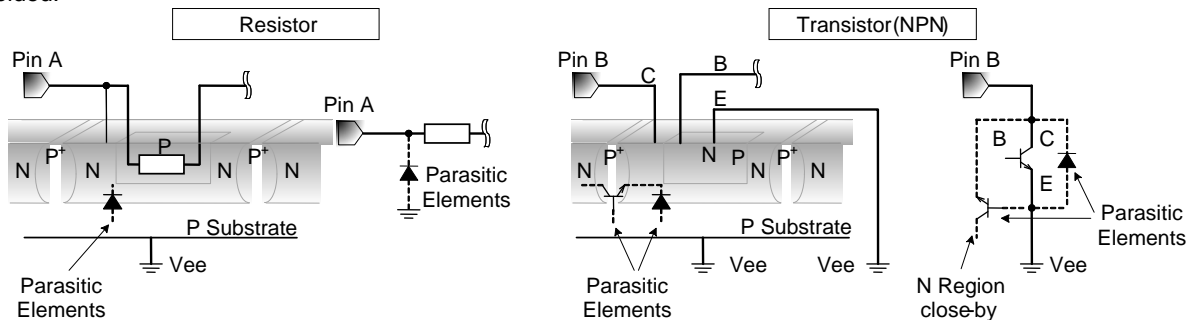 Resistor
Transistor(NPN)
Pin A
Pin A
N P+ N P N P+ N
Parasitic
Elements
P Substrate
Vee
Parasitic
Elements
Pin B
C
B
E
N P+ N P N P+ N
P Substrate
Vee
Vee
Parasitic
Elements
Pin B
B
C
E
Parasitic
Elements
Vee
N Region
close-by